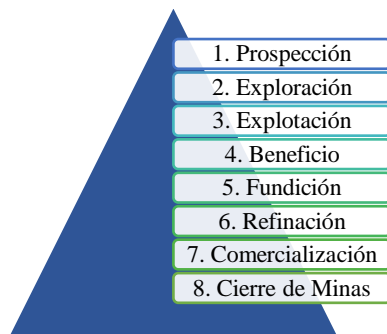 1. Prospección
2. Exploración
3. Explotación
4. Beneficio
5. Fundición
6. Refinación
7. Comercialización
8. Cierre de Minas